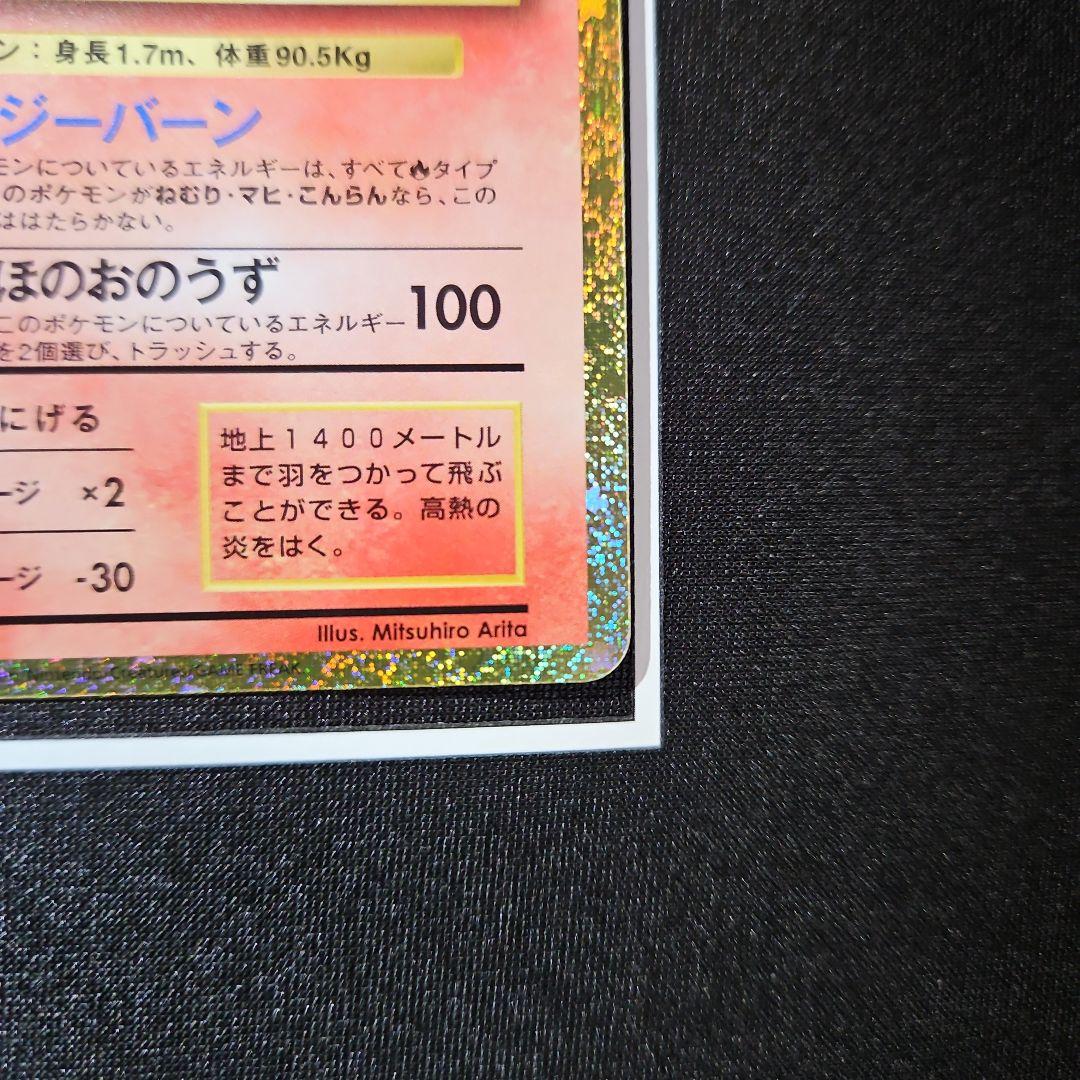 ン：身長1.7m、体重90.5Kg
ジーバーン
モンについているエネルギーは、すべて🔥タイプ
のポケモンがねむり・マヒ・こんらんなら、この
ははたらかない。
ほのおのうず 100
このポケモンについているエネルギー
を2個選び、トラッシュする。
にげる
ージ ×2
ージ -30
地上１４００メートル
まで羽をつかって飛ぶ
ことができる。高熱の
炎をはく。
Illus. Mitsuhiro Arita
Nintendo/Creatures/GAME FREAK